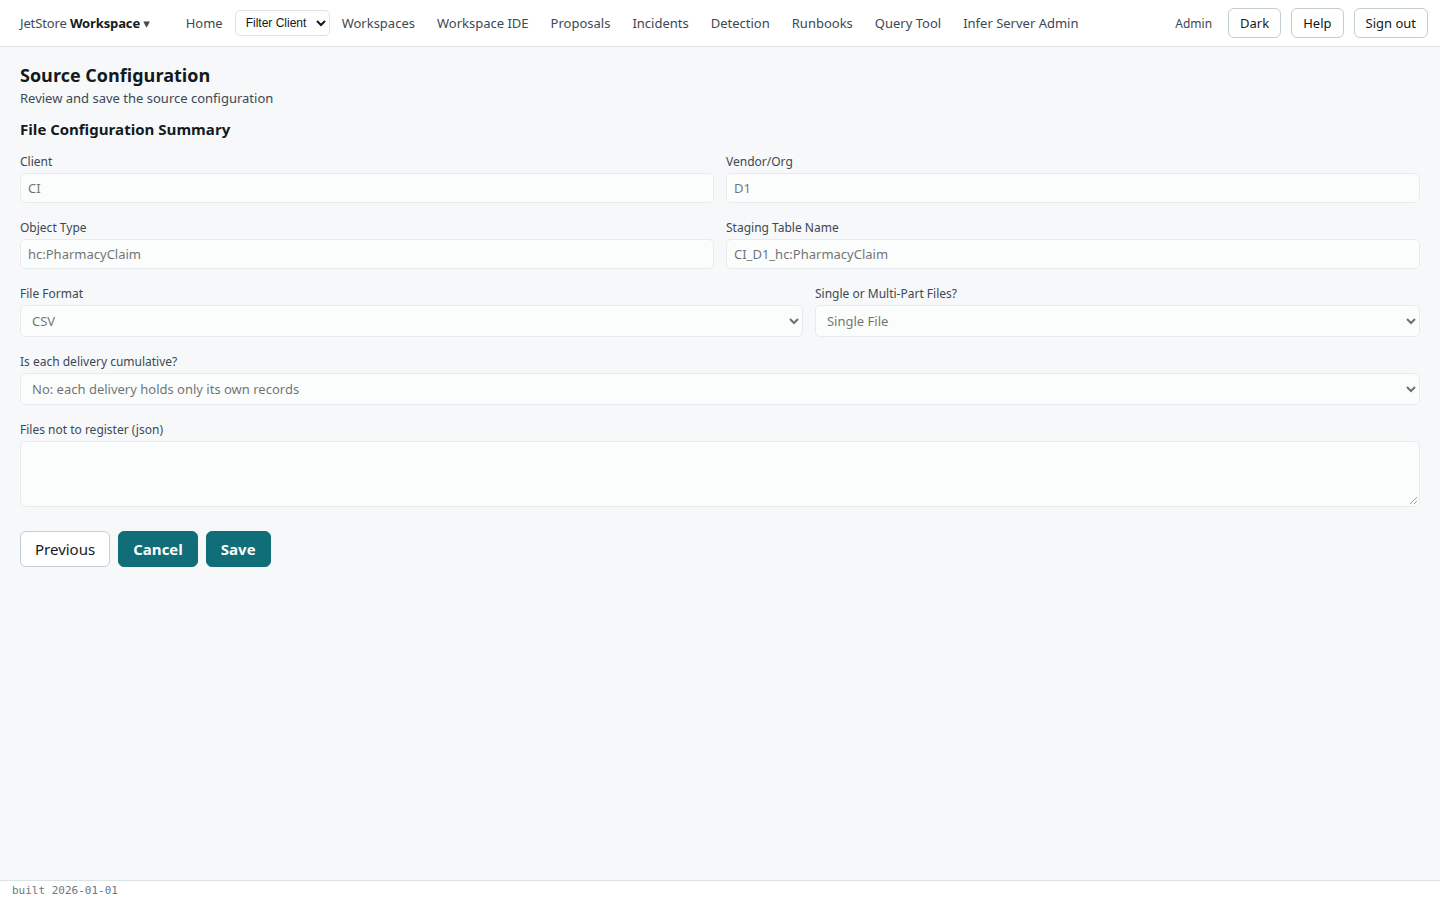 JetStore Workspace ▾ Home Filter Client Workspaces Workspace IDE Proposals Incidents Detection Runbooks Query Tool Infer Server Admin Admin Dark Help Sign out
Source Configuration
Review and save the source configuration
File Configuration Summary
Client Vendor/Org
CI D1
Object Type Staging Table Name
hc:PharmacyClaim CI_D1_hc:PharmacyClaim
File Format Single or Multi-Part Files?
CSV Single File
Is each delivery cumulative?
No: each delivery holds only its own records
Files not to register (json)
Previous Cancel Save
built 2026-01-01